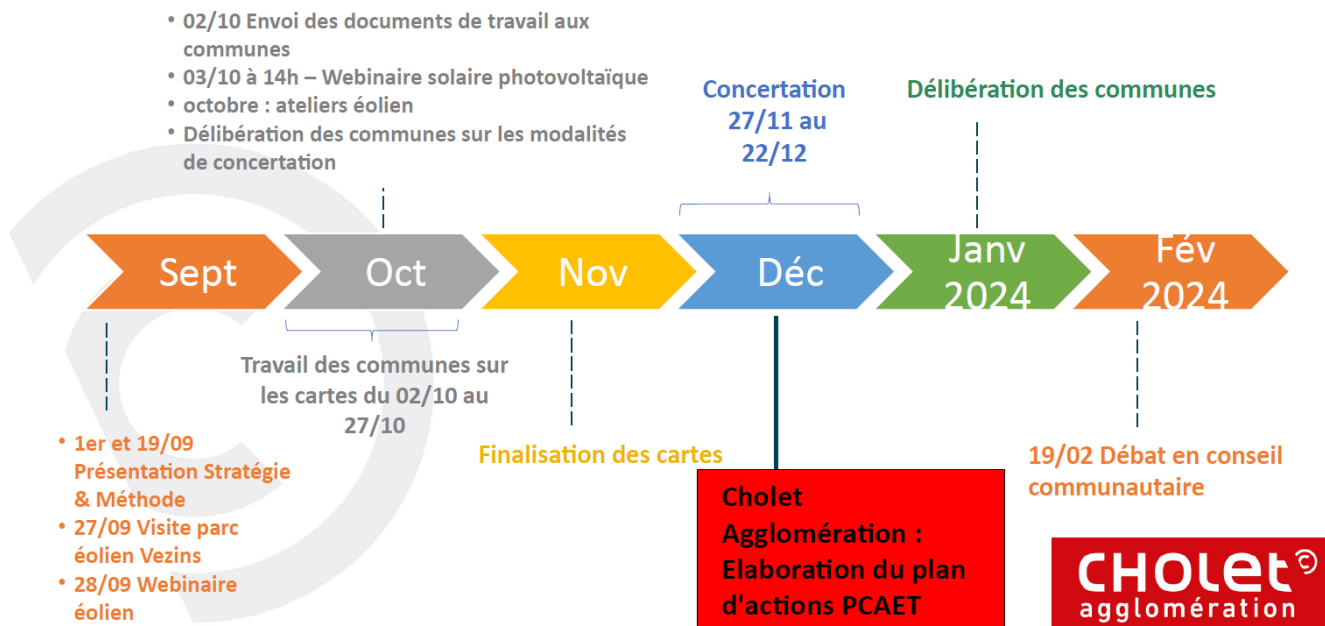 • 02/10 Envoi des documents de travail aux
communes
• 03/10 à 14h – Webinaire solaire photovoltaïque
• octobre : ateliers éolien
• Délibération des communes sur les modalités
de concertation
Concertation
27/11 au
22/12
Délibération des communes
Sept
Oct
Nov
Déc
Janv
2024
Fév
2024
Travail des communes sur
les cartes du 02/10 au
27/10
• 1er et 19/09
Présentation Stratégie
& Méthode
• 27/09 Visite parc
éolien Vezins
• 28/09 Webinaire
éolien
Finalisation des cartes
Cholet
Agglomération :
Elaboration du plan
d'actions PCAET
19/02 Débat en conseil
communautaire
CHOLET
agglomération